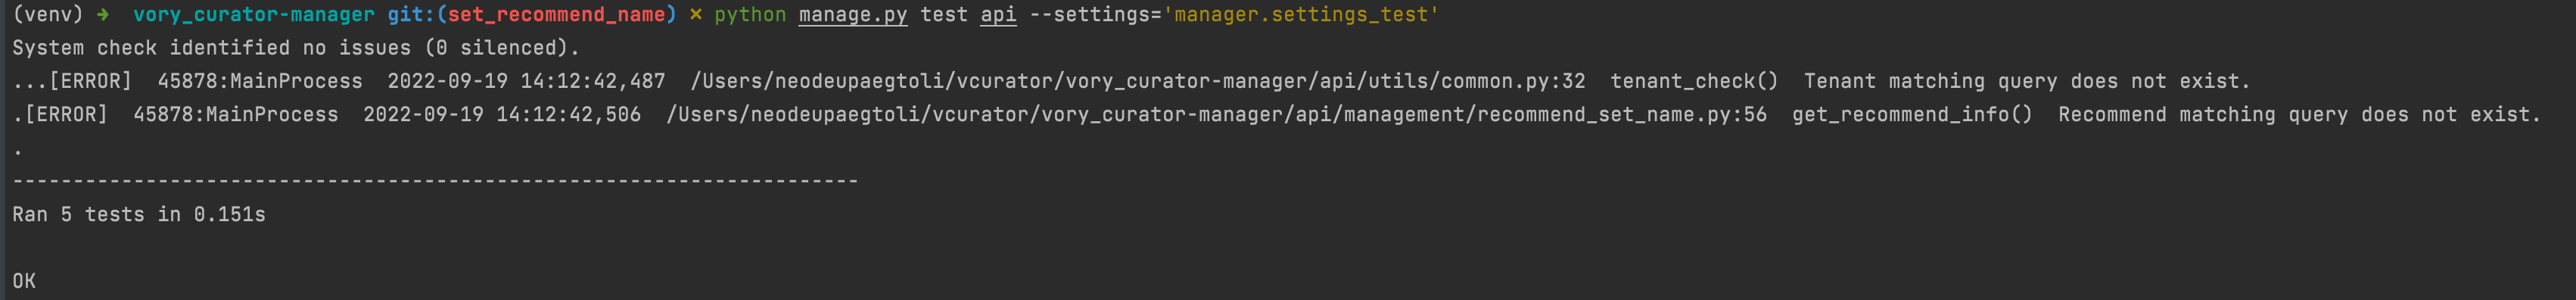 (venv) ➜  vory_curator-manager git:(set_recommend_name) ✗ python manage.py test api --settings='manager.settings_test'
System check identified no issues (0 silenced).
...[ERROR]  45878:MainProcess  2022-09-19 14:12:42,487  /Users/neodeupaegtoli/vcurator/vory_curator-manager/api/utils/common.py:32  tenant_check()  Tenant matching query does not exist.
.[ERROR]  45878:MainProcess  2022-09-19 14:12:42,506  /Users/neodeupaegtoli/vcurator/vory_curator-manager/api/management/recommend_set_name.py:56  get_recommend_info()  Recommend matching query does not exist.
.
----------------------------------------------------------------------
Ran 5 tests in 0.151s
OK